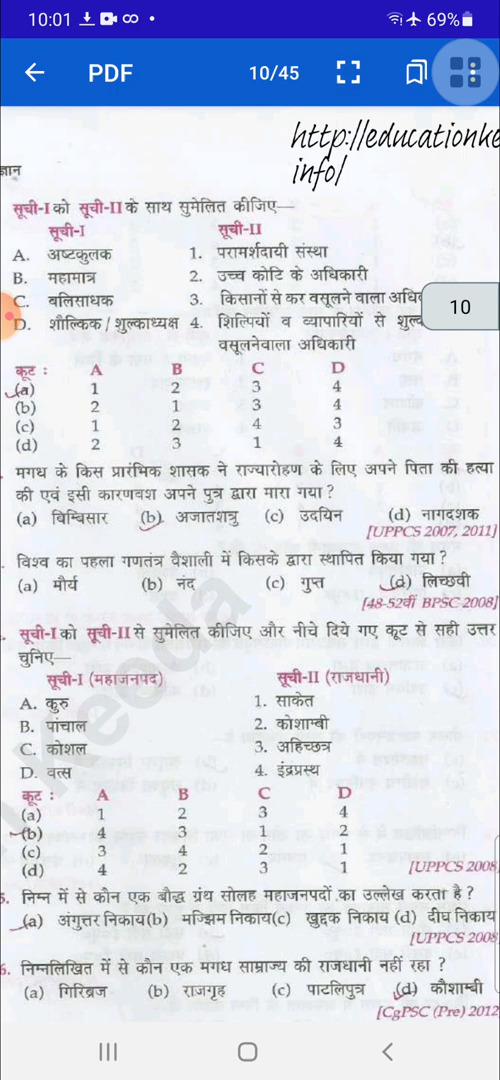 10:01
69%
PDF
10/45
http://educationke
info/
ज्ञान
सूची-I को सूची-II के साथ सुमेलित कीजिए—
सूची-I सूची-II
A. अष्टकुलक 1. परामर्शदायी संस्था
B. महामात्र 2. उच्च कोटि के अधिकारी
C. बलिसाधक 3. किसानों से कर वसूलने वाला अधि
10
D. शौल्किक / शुल्काध्यक्ष 4. शिल्पियों व व्यापारियों से शुल्
वसूलनेवाला अधिकारी
कूट : A B C D
(a) 1 2 3 4
(b) 2 1 3 4
(c) 1 2 4 3
(d) 2 3 1 4
मगध के किस प्रारंभिक शासक ने राज्यारोहण के लिए अपने पिता की हत्या
की एवं इसी कारणवश अपने पुत्र द्वारा मारा गया ?
(a) बिम्बिसार (b) अजातशत्रु (c) उदयिन (d) नागदशक
[UPPCS 2007, 2011]
विश्व का पहला गणतंत्र वैशाली में किसके द्वारा स्थापित किया गया ?
(a) मौर्य (b) नंद (c) गुप्त (d) लिच्छवी
[48-52वीं BPSC 2008]
सूची-I को सूची-II से सुमेलित कीजिए और नीचे दिये गए कूट से सही उत्तर
चुनिए—
सूची-I (महाजनपद) सूची-II (राजधानी)
A. कुरु 1. साकेत
B. पांचाल 2. कोशाम्बी
C. कोशल 3. अहिच्छत्र
D. वत्स 4. इंद्रप्रस्थ
कूट : A B C D
(a) 1 2 3 4
(b) 4 3 1 2
(c) 3 4 2 1
(d) 4 2 3 1 [UPPCS 2008]
5. निम्न में से कौन एक बौद्ध ग्रंथ सोलह महाजनपदों का उल्लेख करता है ?
(a) अंगुत्तर निकाय (b) मज्झिम निकाय (c) खुद्दक निकाय (d) दीघ निकाय
[UPPCS 2008
6. निम्नलिखित में से कौन एक मगध साम्राज्य की राजधानी नहीं रहा ?
(a) गिरिब्रज (b) राजगृह (c) पाटलिपुत्र (d) कौशाम्बी
[CgPSC (Pre) 2012